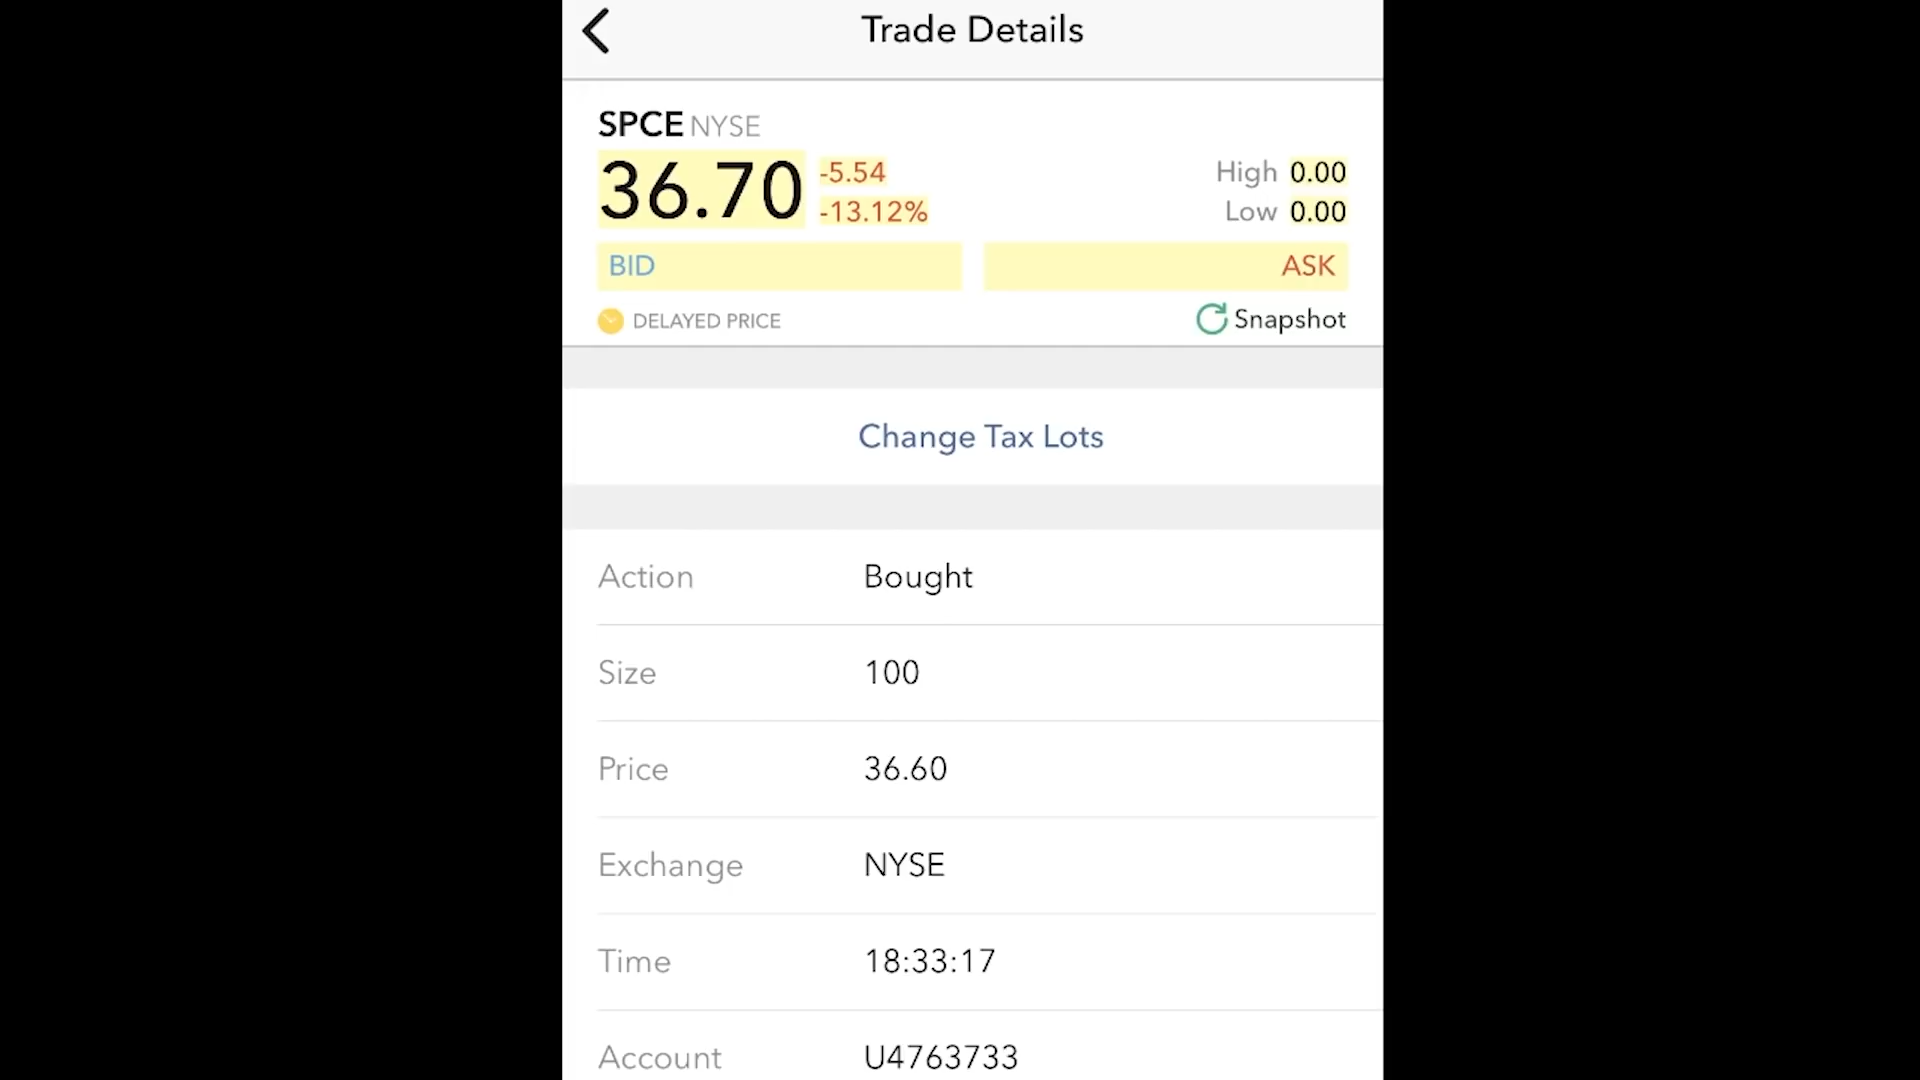 Trade Details
SPCE NYSE
36.70 -5.54 High 0.00
-13.12% Low 0.00
BID ASK
DELAYED PRICE Snapshot
Change Tax Lots
Action Bought
Size 100
Price 36.60
Exchange NYSE
Time 18:33:17
Account U4763733